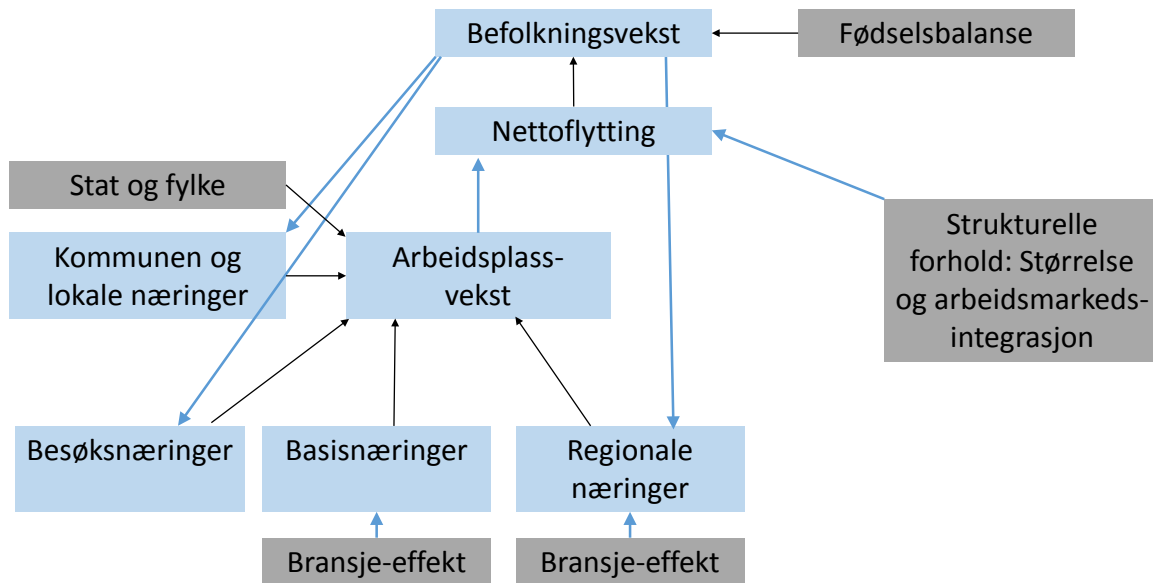 Befolkningsvekst
Fødselsbalanse
Nettoflytting
Stat og fylke
Kommunen og
lokale næringer
Arbeidsplass-
vekst
Strukturelle
forhold: Størrelse
og arbeidsmarkeds-
integrasjon
Besøksnæringer
Basisnæringer
Regionale
næringer
Bransje-effekt
Bransje-effekt